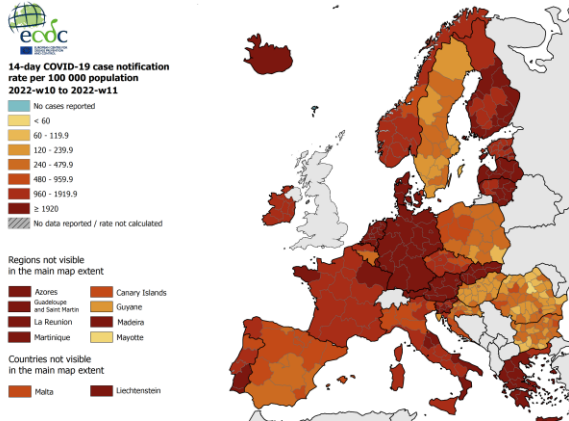 ecdc
EUROPEAN CENTRE FOR
DISEASE PREVENTION
AND CONTROL
14-day COVID-19 case notification
rate per 100 000 population
2022-w10 to 2022-w11
No cases reported
< 60
60 - 119.9
120 - 239.9
240 - 479.9
480 - 959.9
960 - 1919.9
≥ 1920
No data reported / rate not calculated
Regions not visible
in the main map extent
Azores
Canary Islands
Guadeloupe
and Saint Martin
Guyane
La Reunion
Madeira
Martinique
Mayotte
Countries not visible
in the main map extent
Malta
Liechtenstein